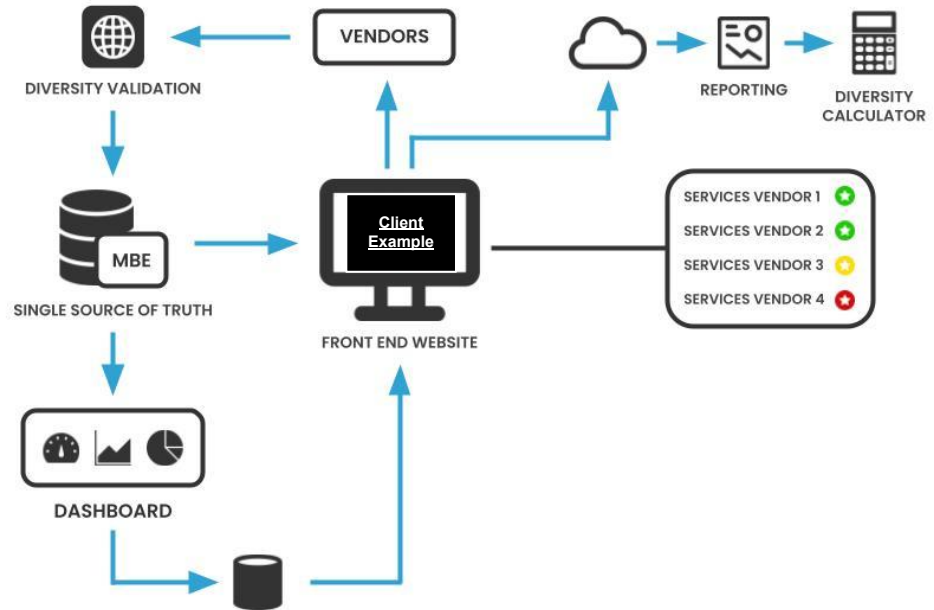 VENDORS
DIVERSITY VALIDATION
REPORTING
DIVERSITY
CALCULATOR
Client
Example
SERVICES VENDOR 1
SERVICES VENDOR 2
SERVICES VENDOR 3
SERVICES VENDOR 4
MBE
SINGLE SOURCE OF TRUTH
FRONT END WEBSITE
DASHBOARD